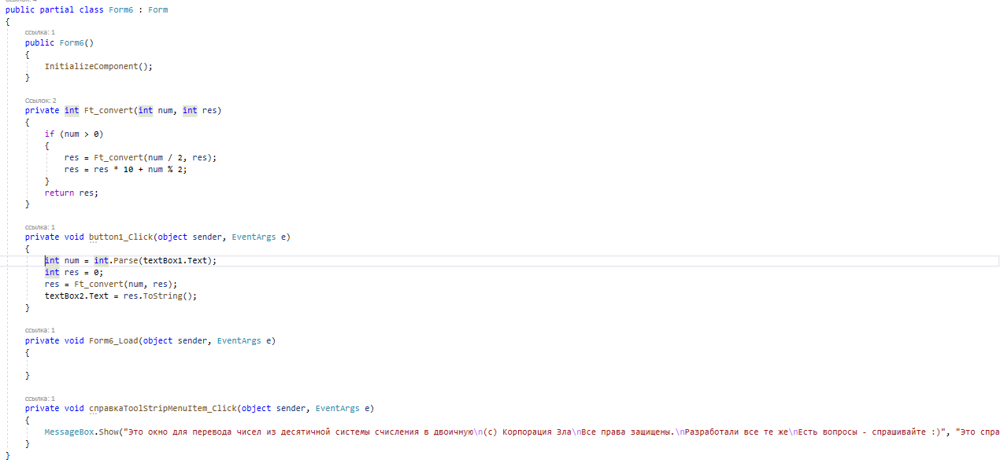 public partial class Form6 : Form
{
ссылка: 1
public Form6()
{
InitializeComponent();
}
Ссылок: 2
private int Ft_convert(int num, int res)
{
if (num > 0)
{
res = Ft_convert(num / 2, res);
res = res * 10 + num % 2;
}
return res;
}
ссылка: 1
private void button1_Click(object sender, EventArgs e)
{
int num = int.Parse(textBox1.Text);
int res = 0;
res = Ft_convert(num, res);
textBox2.Text = res.ToString();
}
ссылка: 1
private void Form6_Load(object sender, EventArgs e)
{
}
ссылка: 1
private void справкаToolStripMenuItem_Click(object sender, EventArgs e)
{
MessageBox.Show("Это окно для перевода чисел из десятичной системы счисления в двоичную\n(с) Корпорация Зла\nВсе права защищены.\nРазработали все те же\nЕсть вопросы - спрашивайте :)", "Это спра
}
}